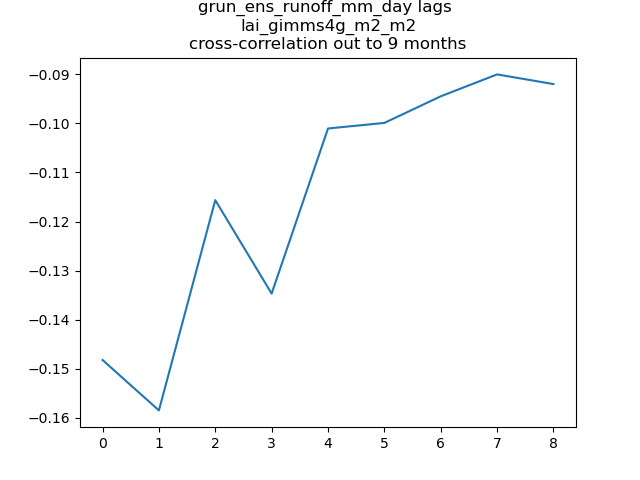 grun_ens_runoff_mm_day lags
lai_gimms4g_m2_m2
cross-correlation out to 9 months
−0.09
−0.10
−0.11
−0.12
−0.13
−0.14
−0.15
−0.16
0 1 2 3 4 5 6 7 8